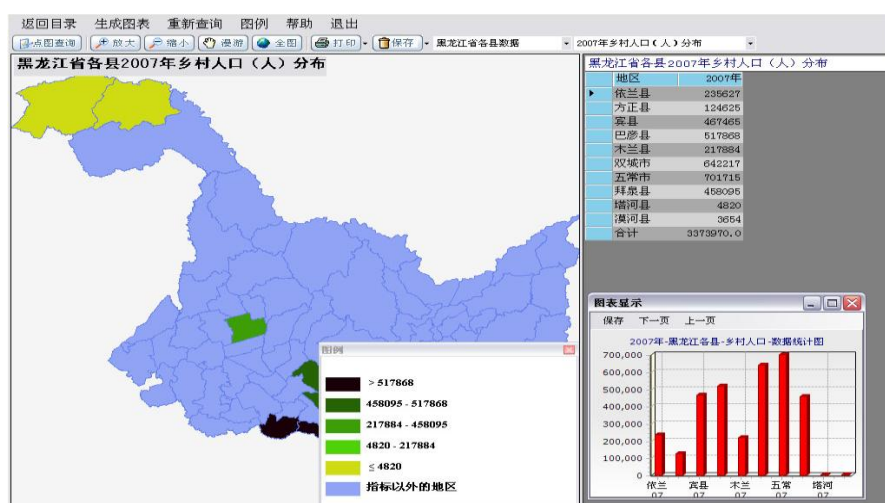 返回目录 生成图表 重新查询 图例 帮助 退出
点图查询 放大 缩小 漫游 全图 打印 保存 黑龙江省各县数据 2007年乡村人口(人)分布
黑龙江省各县2007年乡村人口(人)分布
黑龙江省各县2007年乡村人口(人)分布
地区 2007年
依兰县 235627
方正县 124625
宾县 467465
巴彦县 517868
木兰县 217884
双城市 642217
五常市 701715
拜泉县 458095
塔河县 4820
漠河县 3654
合计 3373970.0
图例
> 517868
458095 - 517868
217884 - 458095
4820 - 217884
≤ 4820
指标以外的地区
图表显示
保存 下一页 上一页
2007年-黑龙江各县-乡村人口-数据统计图
700,000
600,000
500,000
400,000
300,000
200,000
100,000
0
依兰 宾县 木兰 五常 塔河
07 07 07 07 07